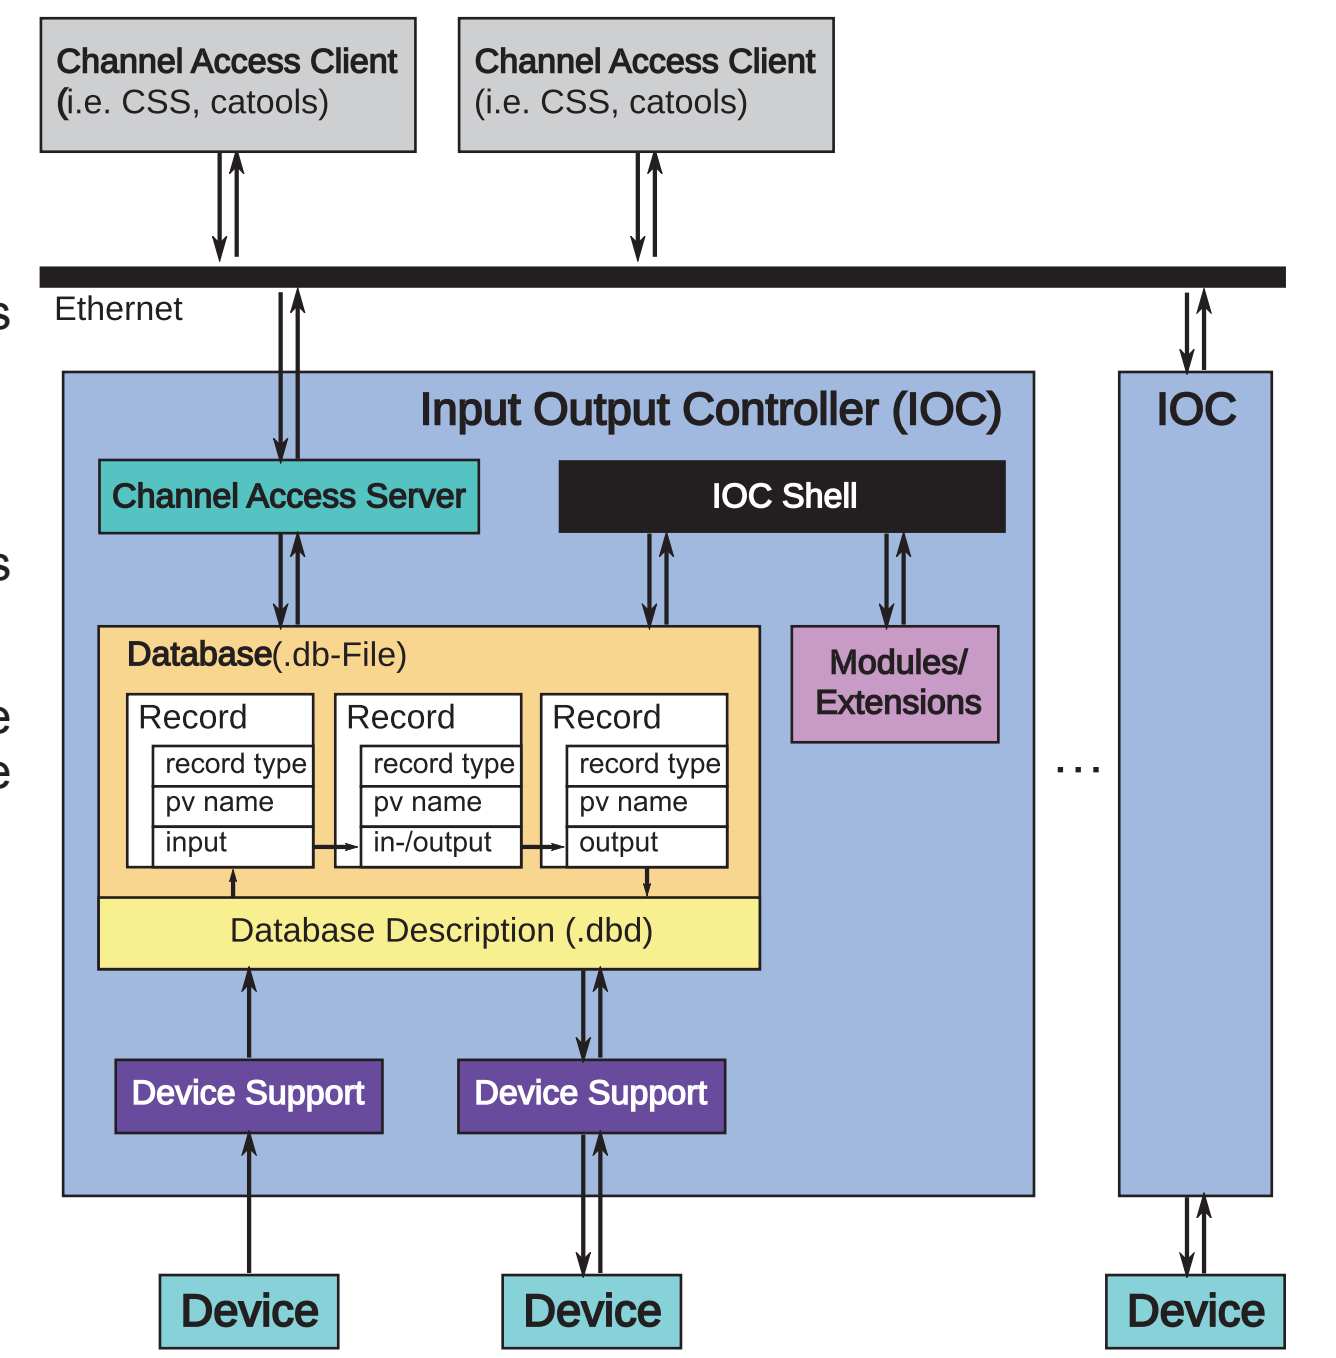 Channel Access Client
(i.e. CSS, catools)
Channel Access Client
(i.e. CSS, catools)
s
Ethernet
Input Output Controller (IOC)
IOC
Channel Access Server
IOC Shell
s
Database(.db-File)
Modules/
Extensions
Record
record type
pv name
input
Record
record type
pv name
in-/output
Record
record type
pv name
output
e
e
...
Database Description (.dbd)
Device Support
Device Support
Device
Device
Device